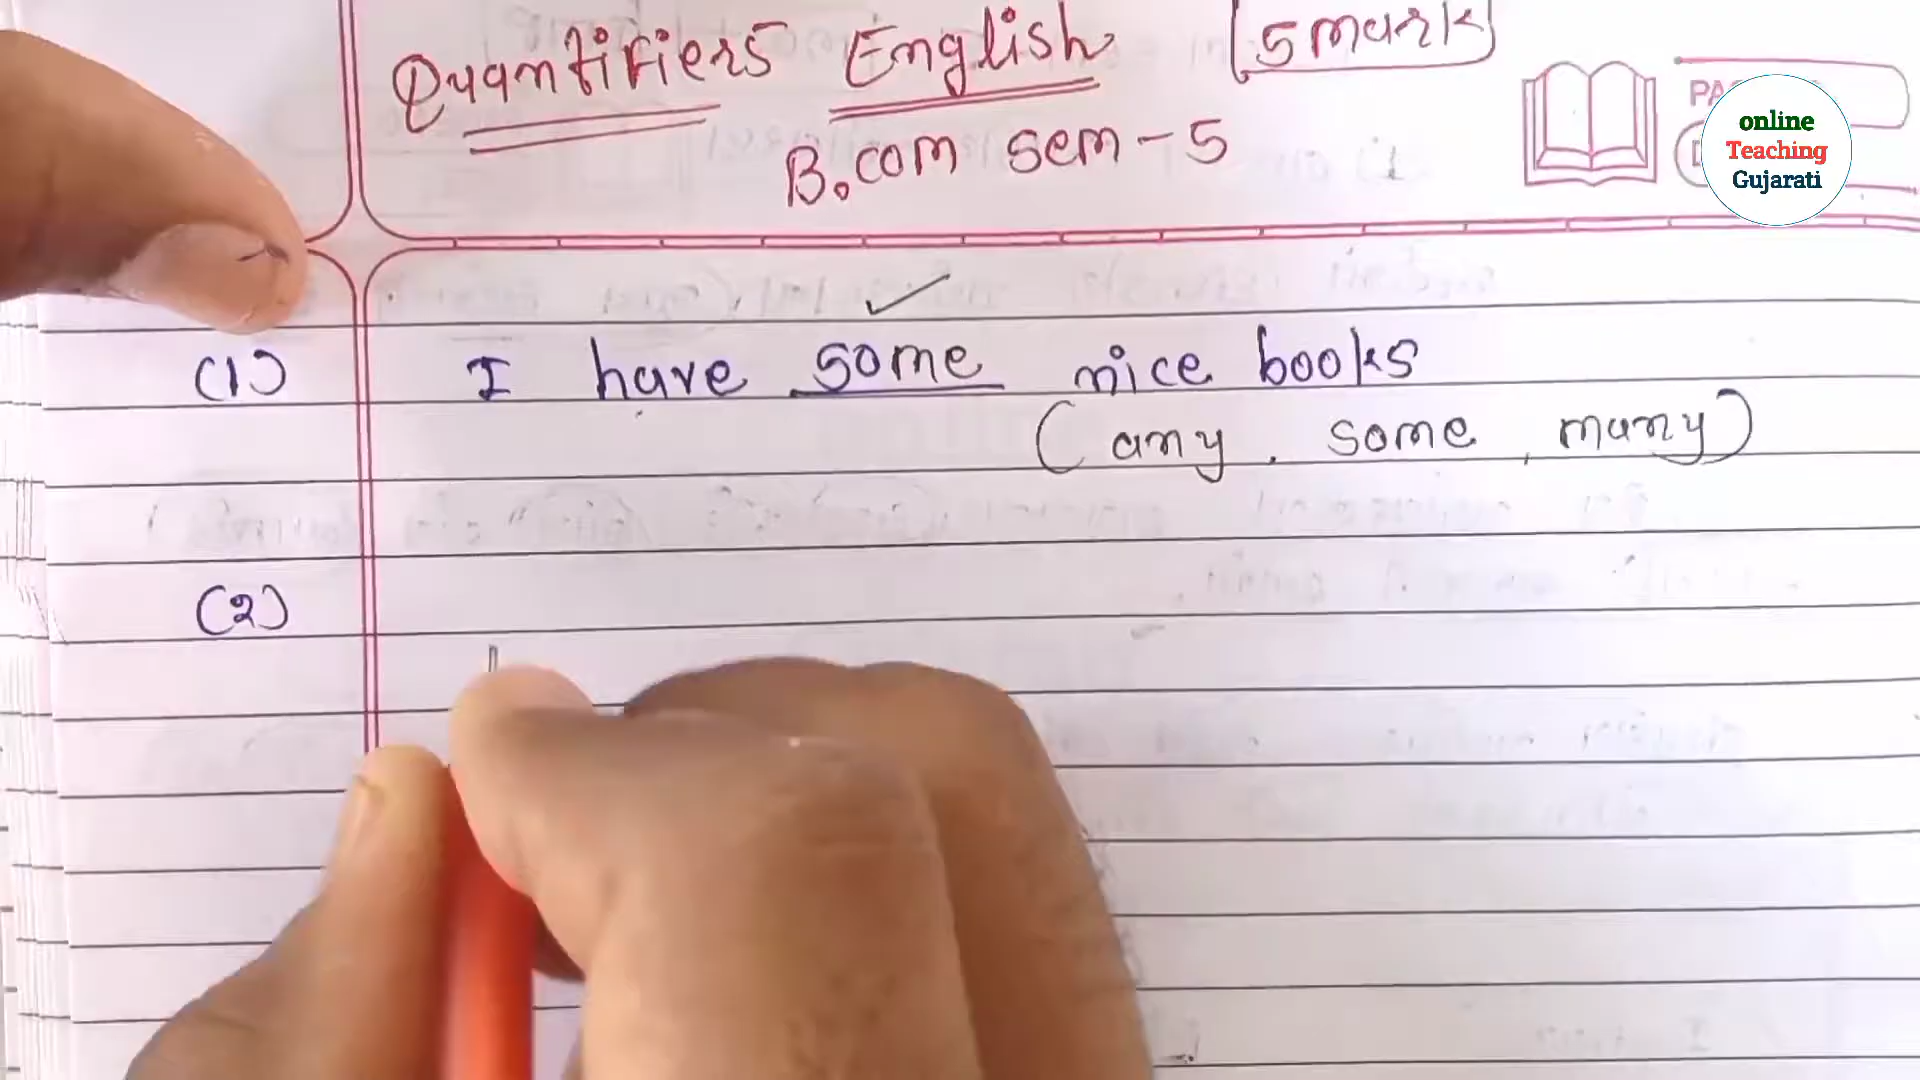 Quantifiers English [5 mark]
B.com sem-5
PA
online
Teaching
Gujarati
(1) I have some nice books
(any, some, many)
(2)